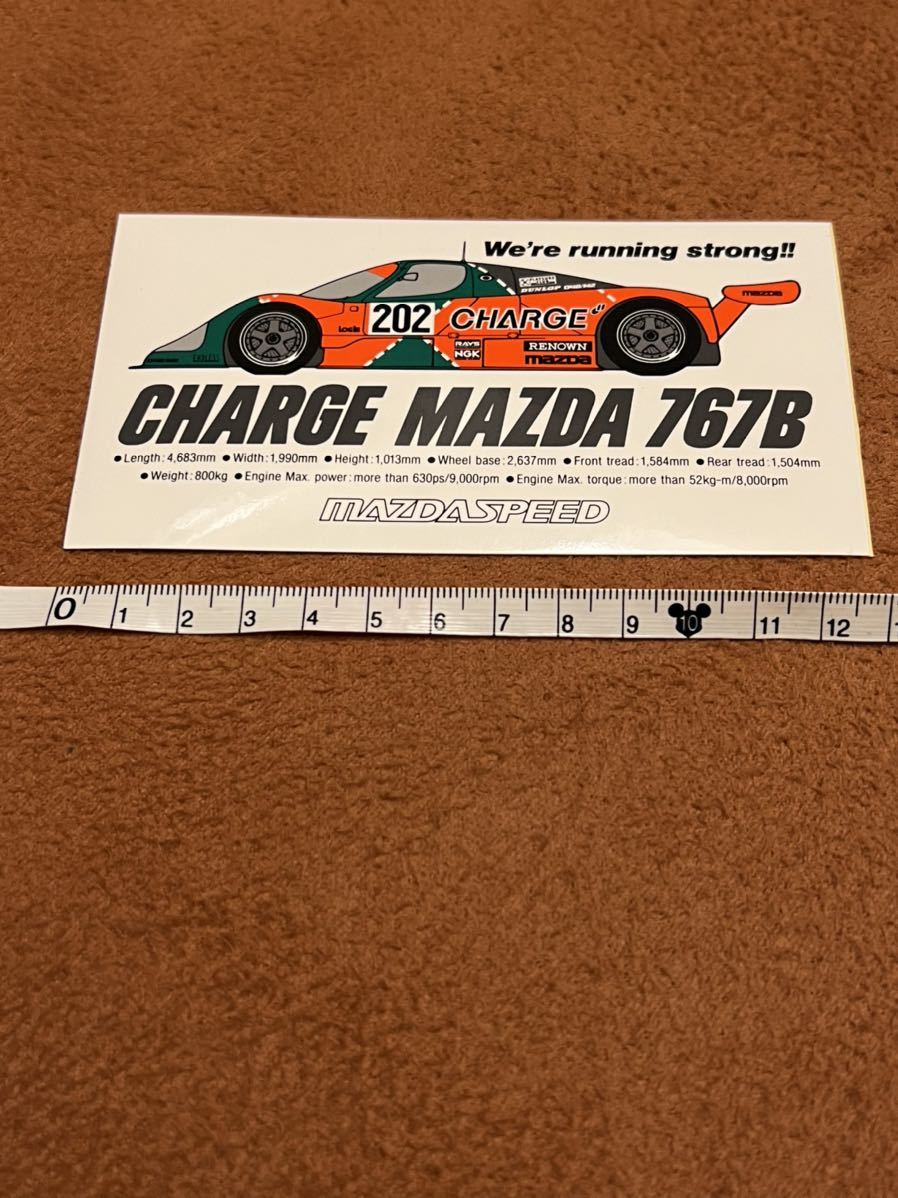 We're running strong!!
DUNLOP
mazda
Locis
202
CHARGE
RAYS
NGK
RENOWN
mazda
CHARGE MAZDA 767B
●Length:4,683mm ●Width:1,990mm ●Height:1,013mm ●Wheel base:2,637mm ●Front tread:1,584mm ●Rear tread:1,504mm
●Weight:800kg ●Engine Max. power:more than 630ps/9,000rpm ●Engine Max. torque:more than 52kg-m/8,000rpm
MAZDASPEED
0 1 2 3 4 5 6 7 8 9 10 11 12